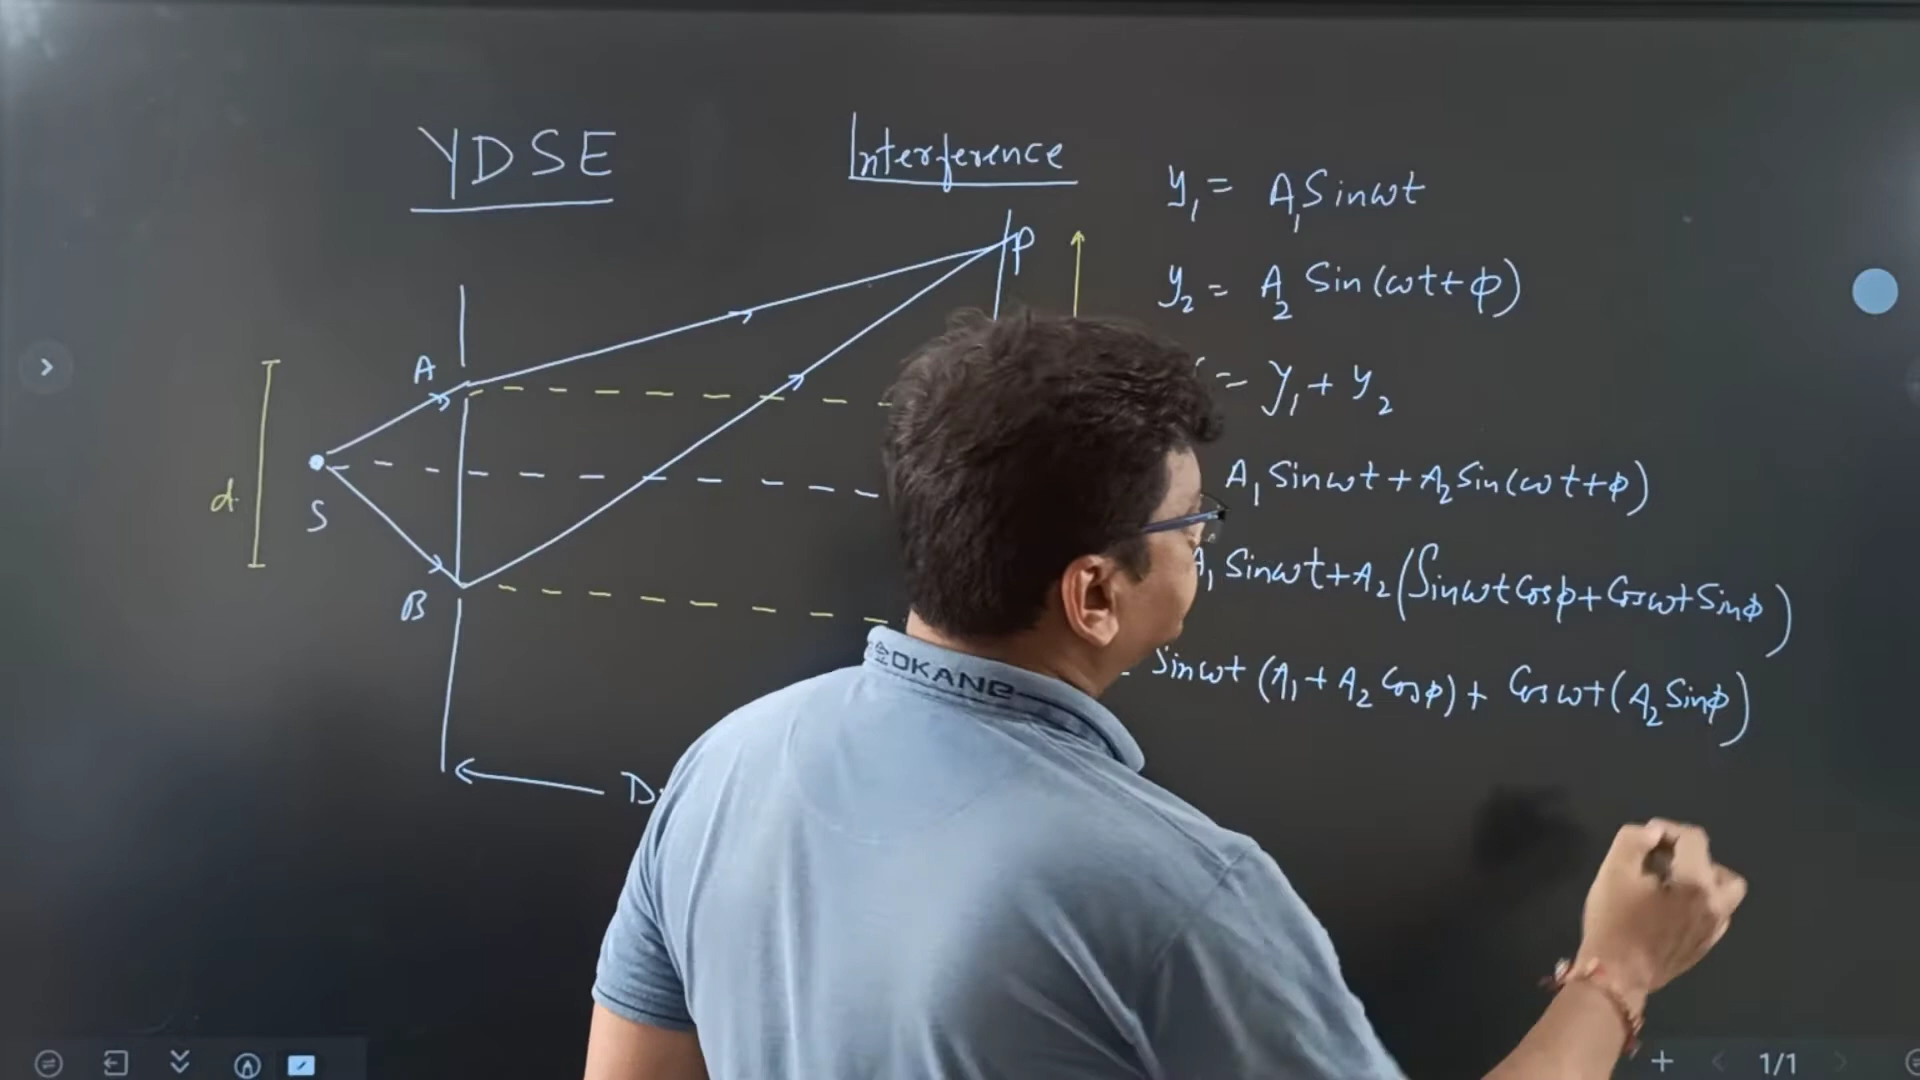 YDSE
Interference
P
A
d
S
B
D
y₁ = A₁ Sinωt
y₂ = A₂ Sin(ωt+ϕ)
= y₁ + y₂
A₁ Sinωt + A₂ Sin(ωt+ϕ)
A₁ Sinωt + A₂ (Sinωt Cosϕ + Cosωt Sinϕ)
Sinωt (A₁ + A₂ Cosϕ) + Cosωt (A₂ Sinϕ)
OKANE
1/1